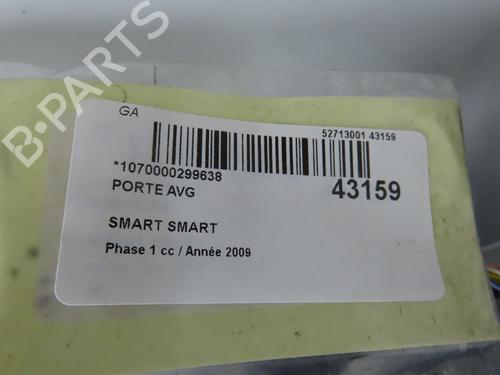 GA
52713001 43159
*1070000299638
43159
PORTE AVG
SMART SMART
Phase 1 cc / Année 2009
B-PARTS